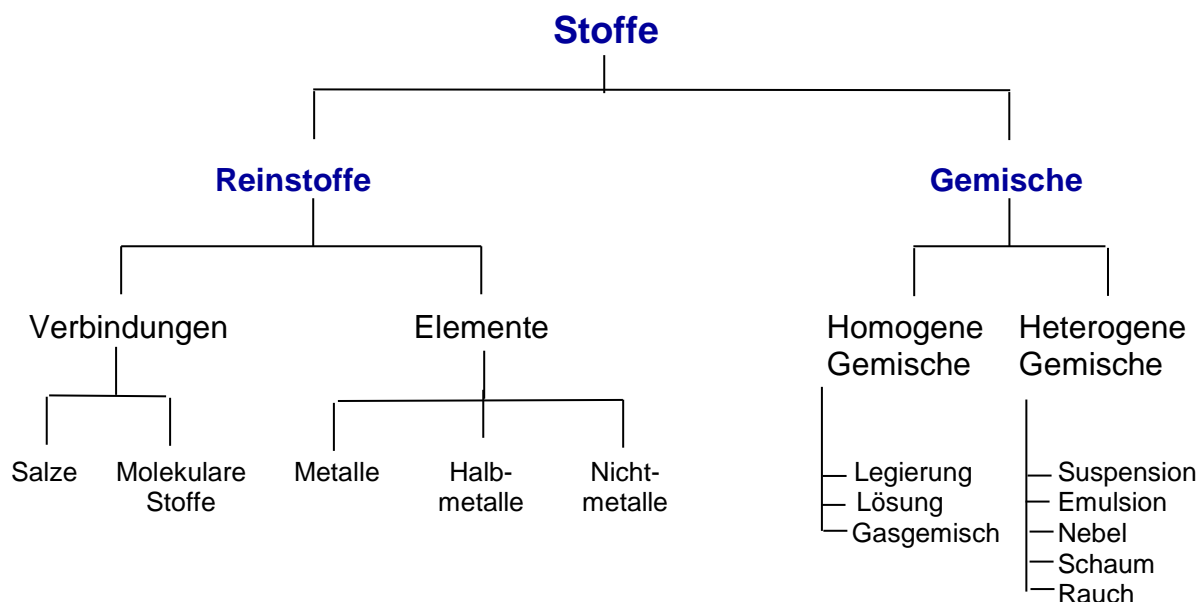 Stoffe
Reinstoffe
Gemische
Verbindungen
Elemente
Homogene
Gemische
Heterogene
Gemische
Salze
Molekulare
Stoffe
Metalle
Halb-
metalle
Nicht-
metalle
Legierung
Lösung
Gasgemisch
Suspension
Emulsion
Nebel
Schaum
Rauch